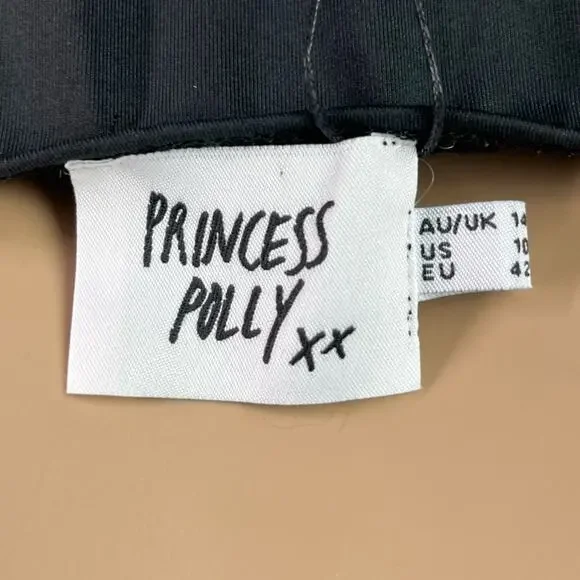 PRINCESS
POLLY xx
AU/UK 14
US 10
EU 42